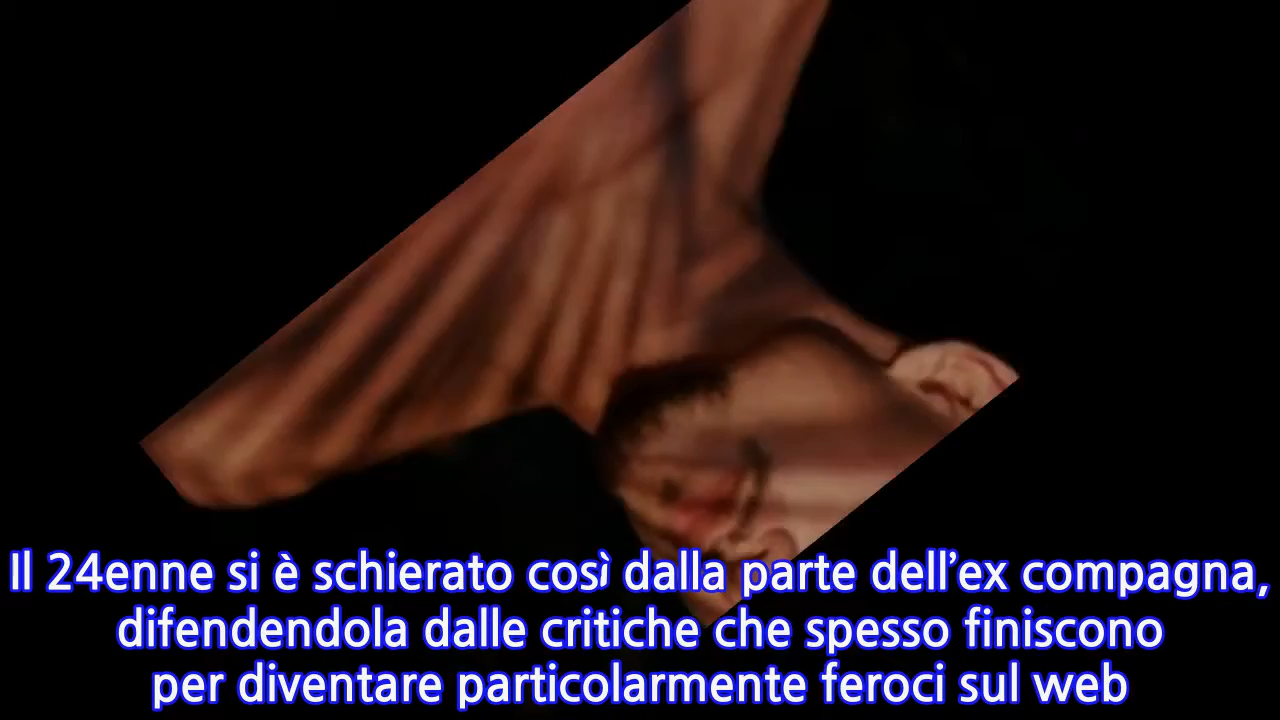 Il 24enne si è schierato così dalla parte dell’ex compagna,
difendendola dalle critiche che spesso finiscono
per diventare particolarmente feroci sul web